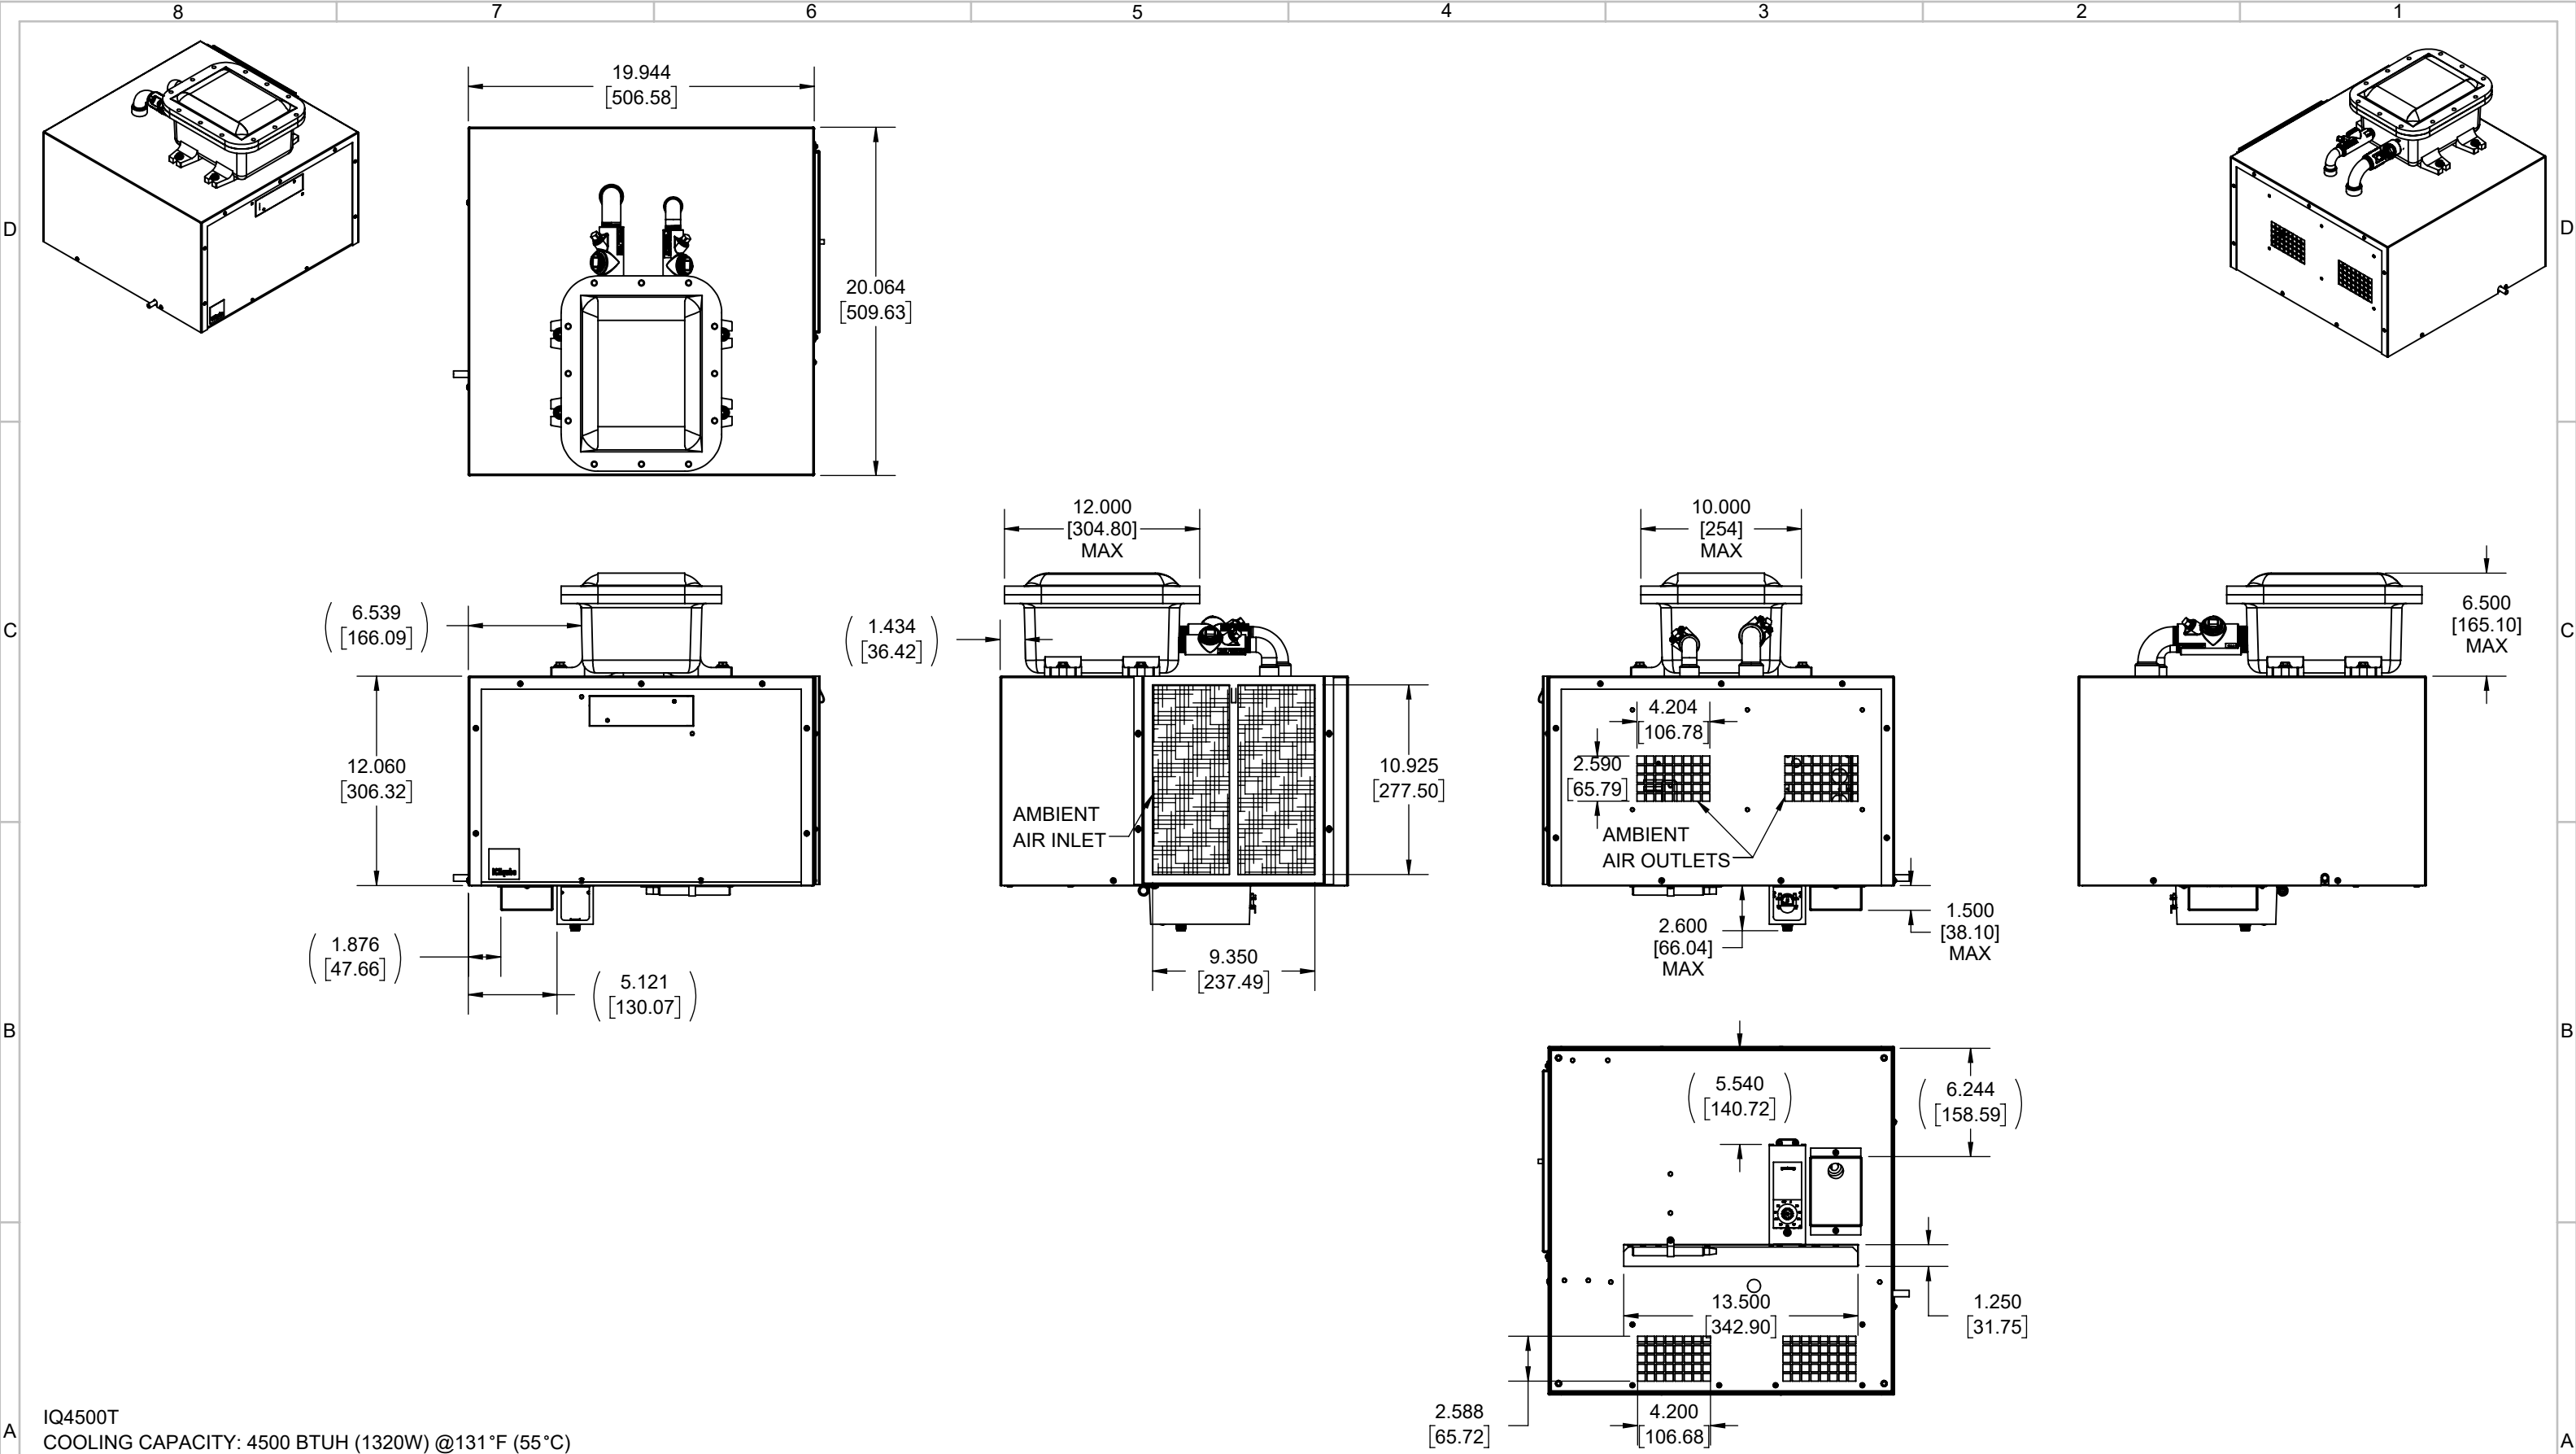 8 7 6 5 4 3 2 1
D
D
C
C
B
B
A
A
19.944
[506.58]
20.064
[509.63]
12.000
[304.80]
MAX
10.000
[254]
MAX
6.539
[166.09]
1.434
[36.42]
6.500
[165.10]
MAX
12.060
[306.32]
AMBIENT
AIR INLET
10.925
[277.50]
4.204
[106.78]
2.590
[65.79]
AMBIENT
AIR OUTLETS
1.876
[47.66]
5.121
[130.07]
9.350
[237.49]
2.600
[66.04]
MAX
1.500
[38.10]
MAX
5.540
[140.72]
6.244
[158.59]
13.500
[342.90]
1.250
[31.75]
2.588
[65.72]
4.200
[106.68]
IQ4500T
COOLING CAPACITY: 4500 BTUH (1320W) @131°F (55°C)